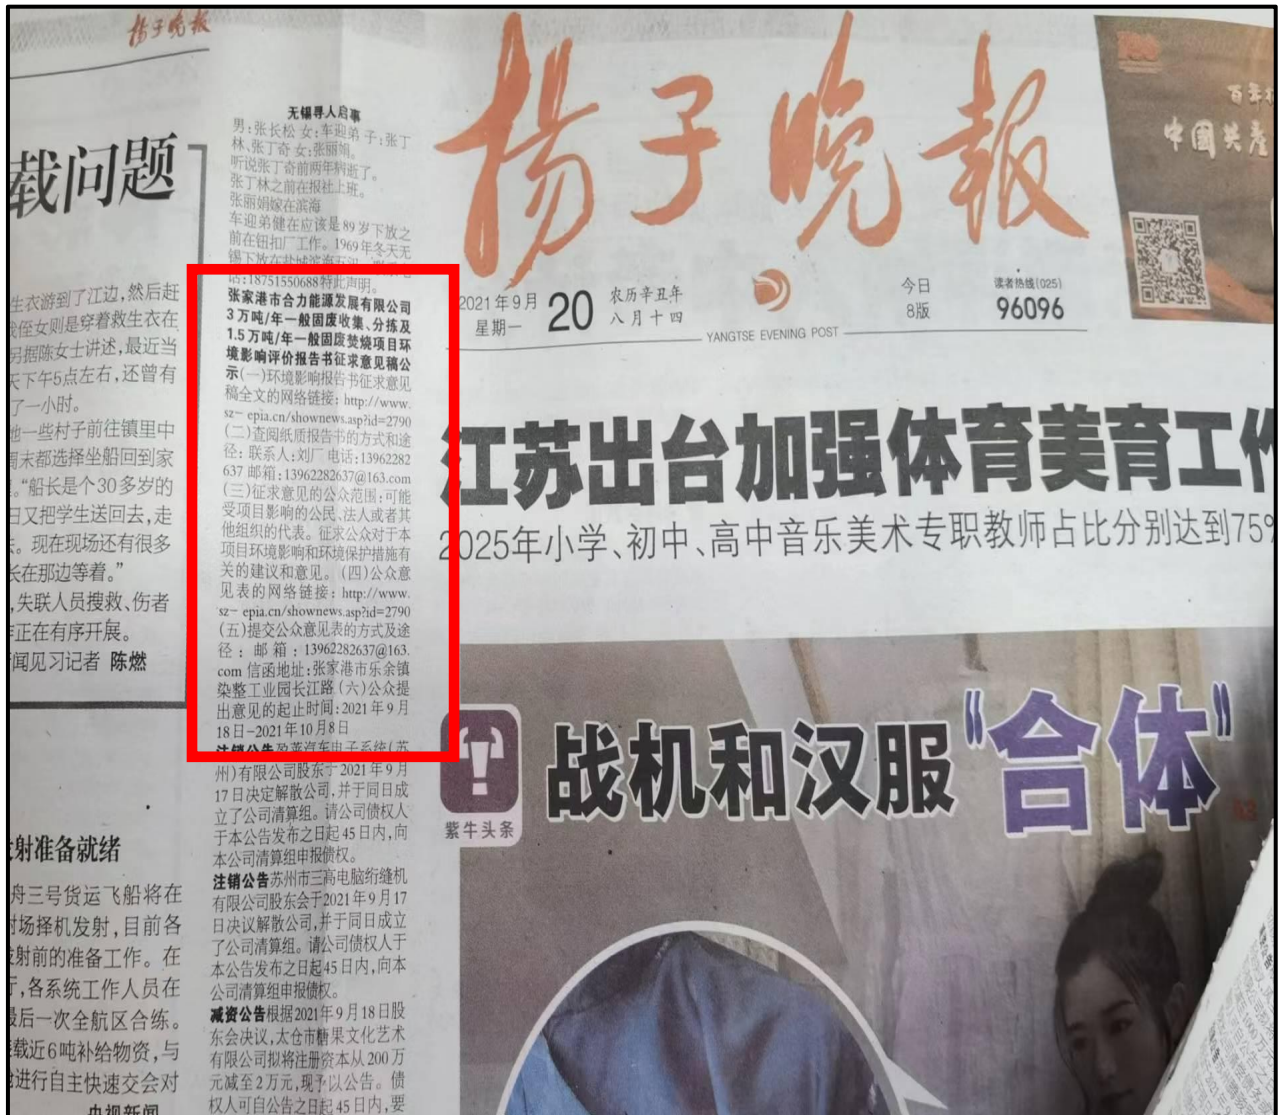 扬子晚报
载问题
生衣游到了江边,然后赶
侄女则是穿着救生衣在
另据陈女士讲述,最近当
天下午5点左右,还曾有
了一小时。
一些村子前往镇里中
周末都选择坐船回到家
“船长是个30多岁的
日又把学生送回去,走
。现在现场还有很多
长在那边等着。”
,失联人员搜救、伤者
正在有序开展。
闻见习记者 陈燃
射准备就绪
舟三号货运飞船将在
射场择机发射,目前各
发射前的准备工作。在
,各系统工作人员在
最后一次全航区合练。
载近6吨补给物资,与
进行自主快速交会对
央视新闻
无锡寻人启事
男:张长松 女:车迎弟 子:张丁
林、张丁奇 女:张丽娟。
听说张丁奇前两年病逝了。
张丁林之前在报社上班。
张丽娟嫁在滨海
车迎弟健在应该是89岁下放之
前在钮扣厂工作。1969年冬天无
锡下放在盐城滨海
话:18751550688特此声明。
张家港市合力能源发展有限公司
3万吨/年一般固废收集、分拣及
1.5万吨/年一般固废焚烧项目环
境影响评价报告书征求意见稿公
示(一)环境影响报告书征求意见
稿全文的网络链接: http://www.
sz- epia.cn/shownews.asp?id=2790
(二)查阅纸质报告书的方式和途
径: 联系人:刘厂 电话:13962282
637 邮箱:13962282637@163.com
(三)征求意见的公众范围:可能
受项目影响的公民、法人或者其
他组织的代表。征求公众对于本
项目环境影响和环境保护措施有
关的建议和意见。(四)公众意
见表的网络链接: http://www.
sz- epia.cn/shownews.asp?id=2790
(五)提交公众意见表的方式及途
径: 邮箱: 13962282637@163.
com 信函地址:张家港市乐余镇
染整工业园长江路 (六)公众提
出意见的起止时间:2021年9月
18日-2021年10月8日
注销公告盈莱汽车电子系统(苏
州)有限公司股东于2021年9月
17日决定解散公司,并于同日成
立了公司清算组。请公司债权人
于本公告发布之日起45日内,向
本公司清算组申报债权。
注销公告苏州市三高电脑绗缝机
有限公司股东会于2021年9月17
日决议解散公司,并于同日成立
了公司清算组。请公司债权人于
本公告发布之日起45日内,向本
公司清算组申报债权。
减资公告根据2021年9月18日股
东会决议,太仓市糖果文化艺术
有限公司拟将注册资本从200万
元减至2万元,现予以公告。债
权人可自公告之日起45日内,要
揚子晚報
2021年9月
星期一
20
农历辛丑年
八月十四
YANGTSE EVENING POST
今日
8版
读者热线(025)
96096
中國共產
江苏出台加强体育美育工作
2025年小学、初中、高中音乐美术专职教师占比分别达到75%
紫牛头条
战机和汉服“合体”